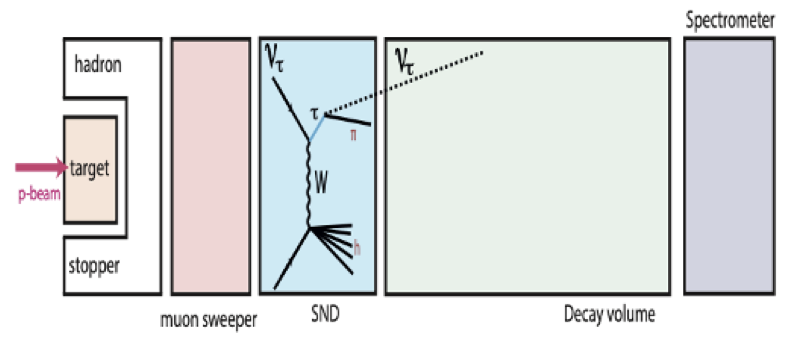 Spectrometer
hadron
ντ
ντ
τ
π
target
p-beam
W
h
stopper
muon sweeper
SND
Decay volume